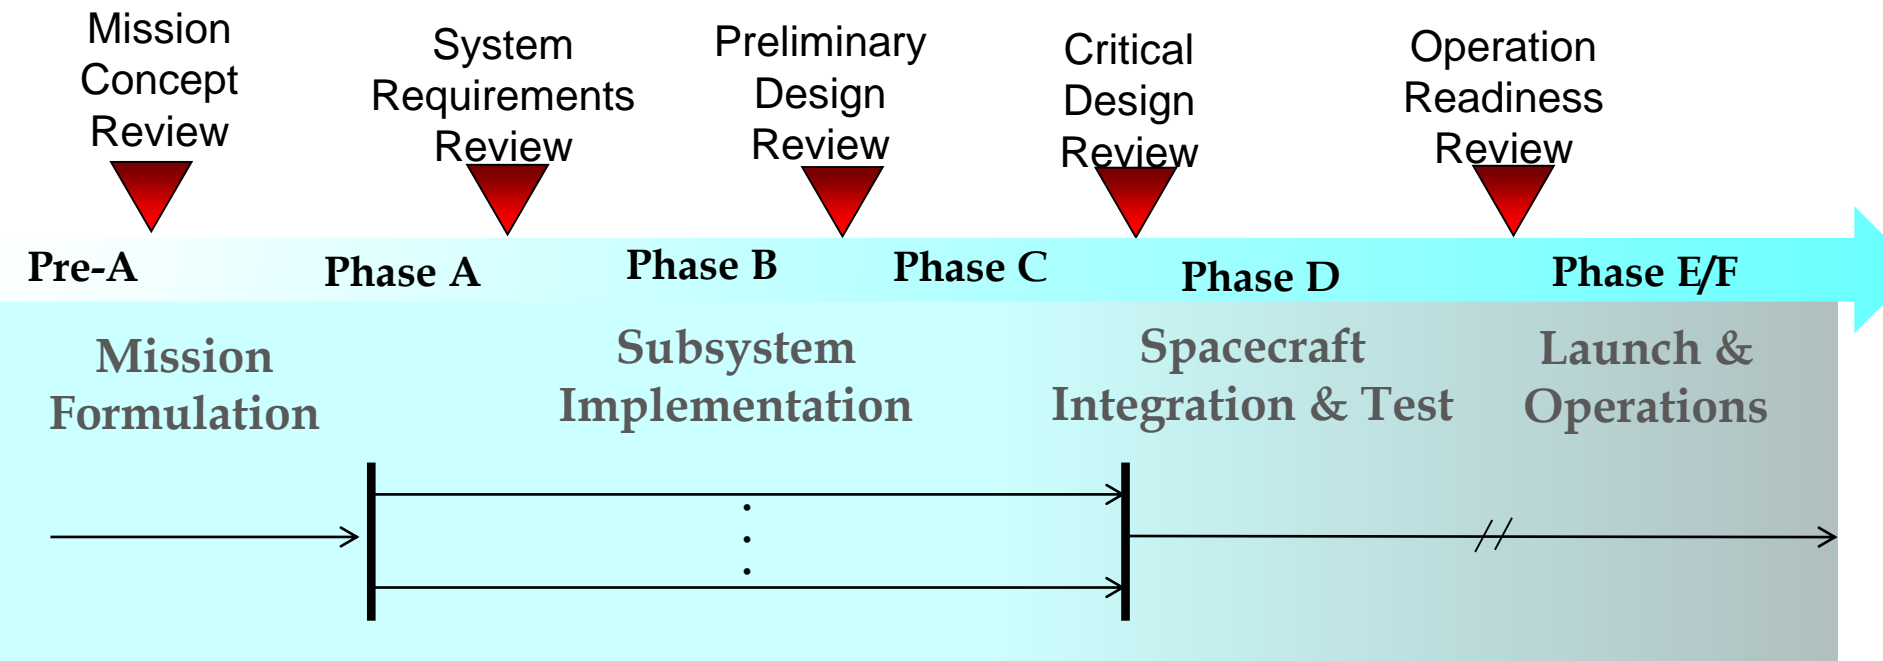 Mission
Concept
Review
System
Requirements
Review
Preliminary
Design
Review
Critical
Design
Review
Operation
Readiness
Review
Pre-A
Phase A
Phase B
Phase C
Phase D
Phase E/F
Mission
Formulation
Subsystem
Implementation
Spacecraft
Integration & Test
Launch &
Operations